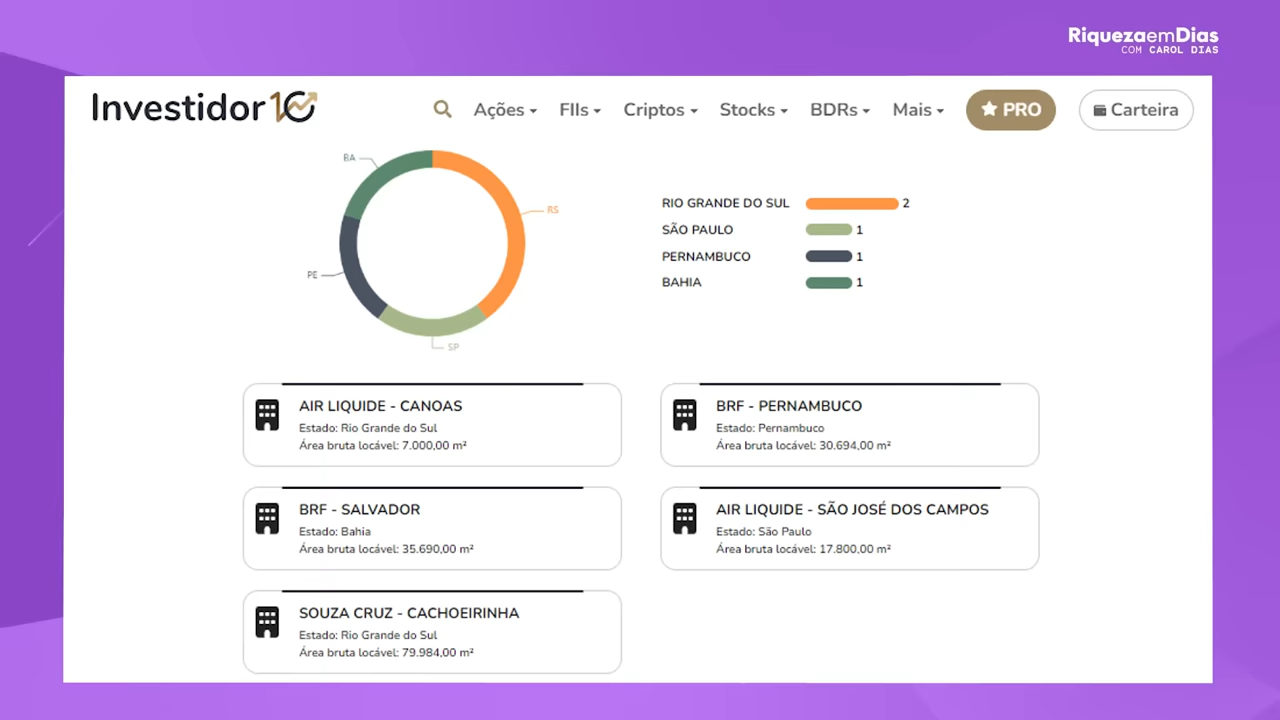 RiquezaemDias
COM CAROL DIAS
Investidor10
Ações
FIIs
Criptos
Stocks
BDRs
Mais
PRO
Carteira
BA
RS
PE
SP
RIO GRANDE DO SUL 2
SÃO PAULO 1
PERNAMBUCO 1
BAHIA 1
AIR LIQUIDE - CANOAS
Estado: Rio Grande do Sul
Área bruta locável: 7.000,00 m²
BRF - PERNAMBUCO
Estado: Pernambuco
Área bruta locável: 30.694,00 m²
BRF - SALVADOR
Estado: Bahia
Área bruta locável: 35.690,00 m²
AIR LIQUIDE - SÃO JOSÉ DOS CAMPOS
Estado: São Paulo
Área bruta locável: 17.800,00 m²
SOUZA CRUZ - CACHOEIRINHA
Estado: Rio Grande do Sul
Área bruta locável: 79.984,00 m²